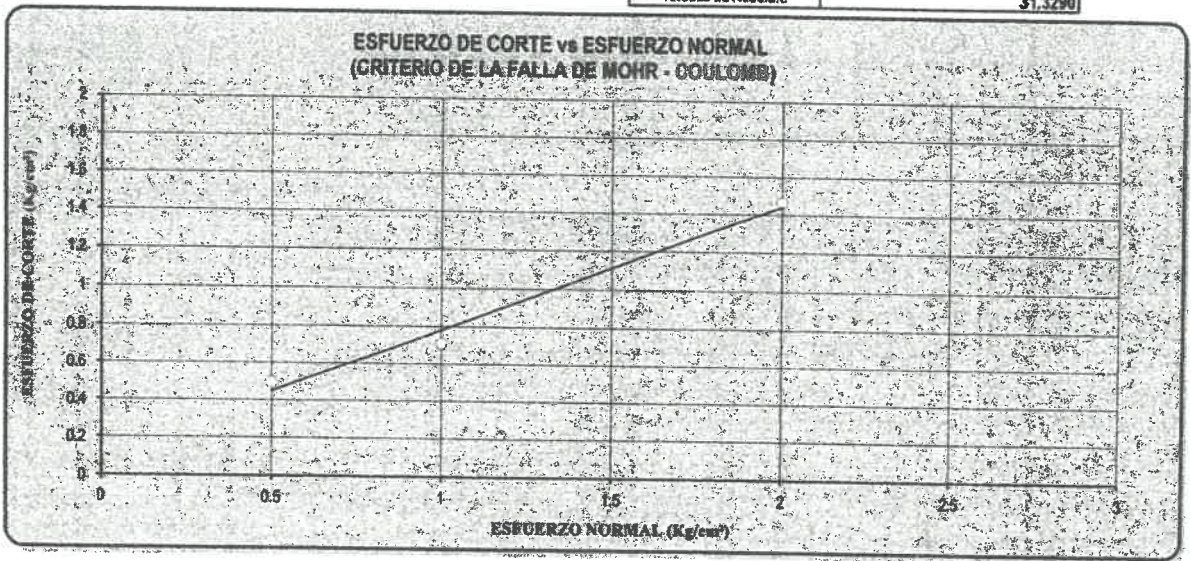 31.3290
ESFUERZO DE CORTE vs ESFUERZO NORMAL
(CRITERIO DE LA FALLA DE MOHR - COULOMB)
ESFUERZO DE CORTE (Kg/cm²)
2
1.8
1.6
1.4
1.2
1
0.8
0.6
0.4
0.2
0
0 0.5 1 1.5 2 2.5 3
ESFUERZO NORMAL (Kg/cm²)